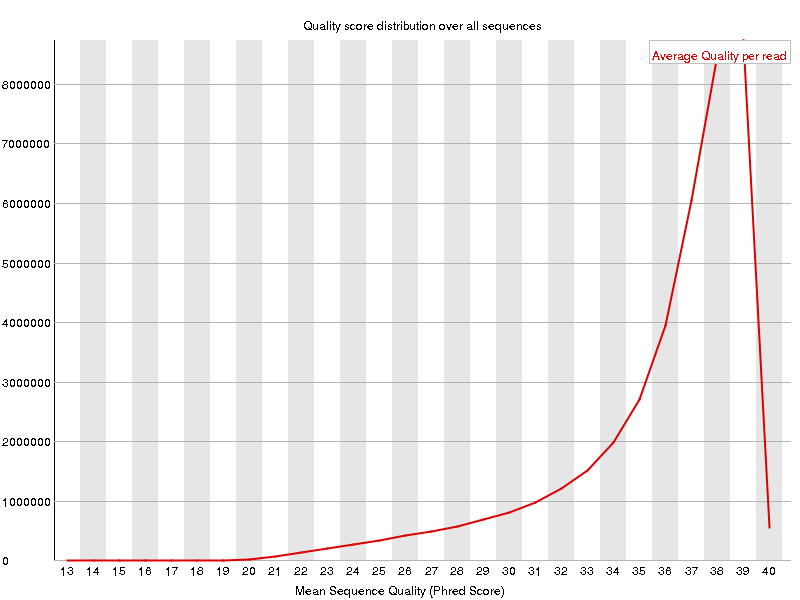 Quality score distribution over all sequences
Average Quality per read
8000000
7000000
6000000
5000000
4000000
3000000
2000000
1000000
0
13 14 15 16 17 18 19 20 21 22 23 24 25 26 27 28 29 30 31 32 33 34 35 36 37 38 39 40
Mean Sequence Quality (Phred Score)